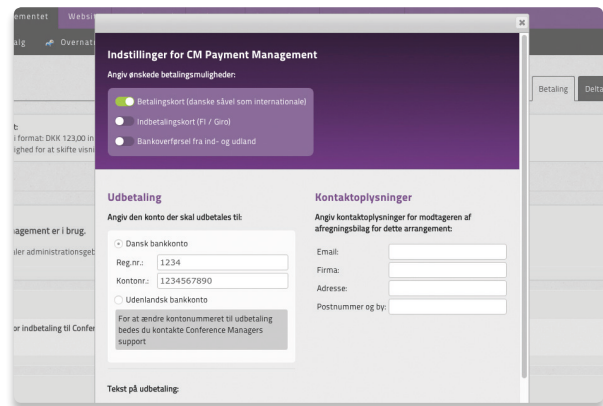 ementet Websi
alg Overnati
Betaling Delta
t:
i format: DKK 123,00 in
ighed for at skifte visni
agement er i brug.
aler administrationsget
or indbetaling til Confer
Indstillinger for CM Payment Management
Angiv ønskede betalingsmuligheder:
Betalingskort (danske såvel som internationale)
Indbetalingskort (FI / Giro)
Bankoverførsel fra ind- og udland
Udbetaling
Angiv den konto der skal udbetales til:
Dansk bankkonto
Reg.nr.: 1234
Kontonr.: 1234567890
Udenlandsk bankkonto
For at ændre kontonummeret til udbetaling
bedes du kontakte Conference Managers
support
Tekst på udbetaling:
Kontaktoplysninger
Angiv kontaktoplysninger for modtageren af
afregningsbilag for dette arrangement:
Email:
Firma:
Adresse:
Postnummer og by: